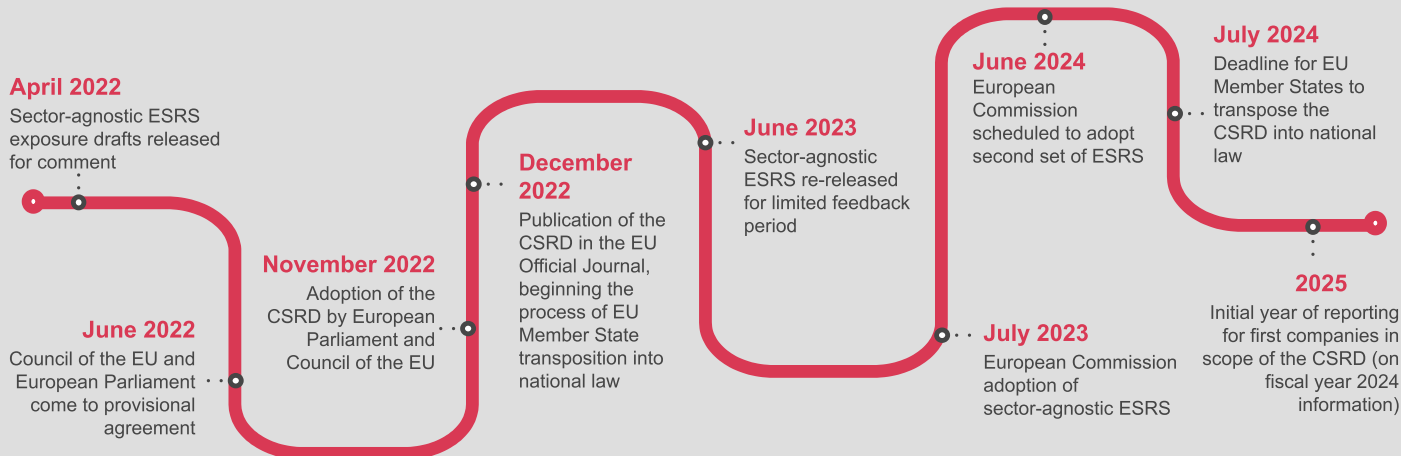 April 2022
Sector-agnostic ESRS
exposure drafts released
for comment
June 2022
Council of the EU and
European Parliament
come to provisional
agreement
November 2022
Adoption of the
CSRD by European
Parliament and
Council of the EU
December
2022
Publication of the
CSRD in the EU
Official Journal,
beginning the
process of EU
Member State
transposition into
national law
June 2023
Sector-agnostic
ESRS re-released
for limited feedback
period
July 2023
European Commission
adoption of
sector-agnostic ESRS
June 2024
European
Commission
scheduled to adopt
second set of ESRS
July 2024
Deadline for EU
Member States to
transpose the
CSRD into national
law
2025
Initial year of reporting
for first companies in
scope of the CSRD (on
fiscal year 2024
information)